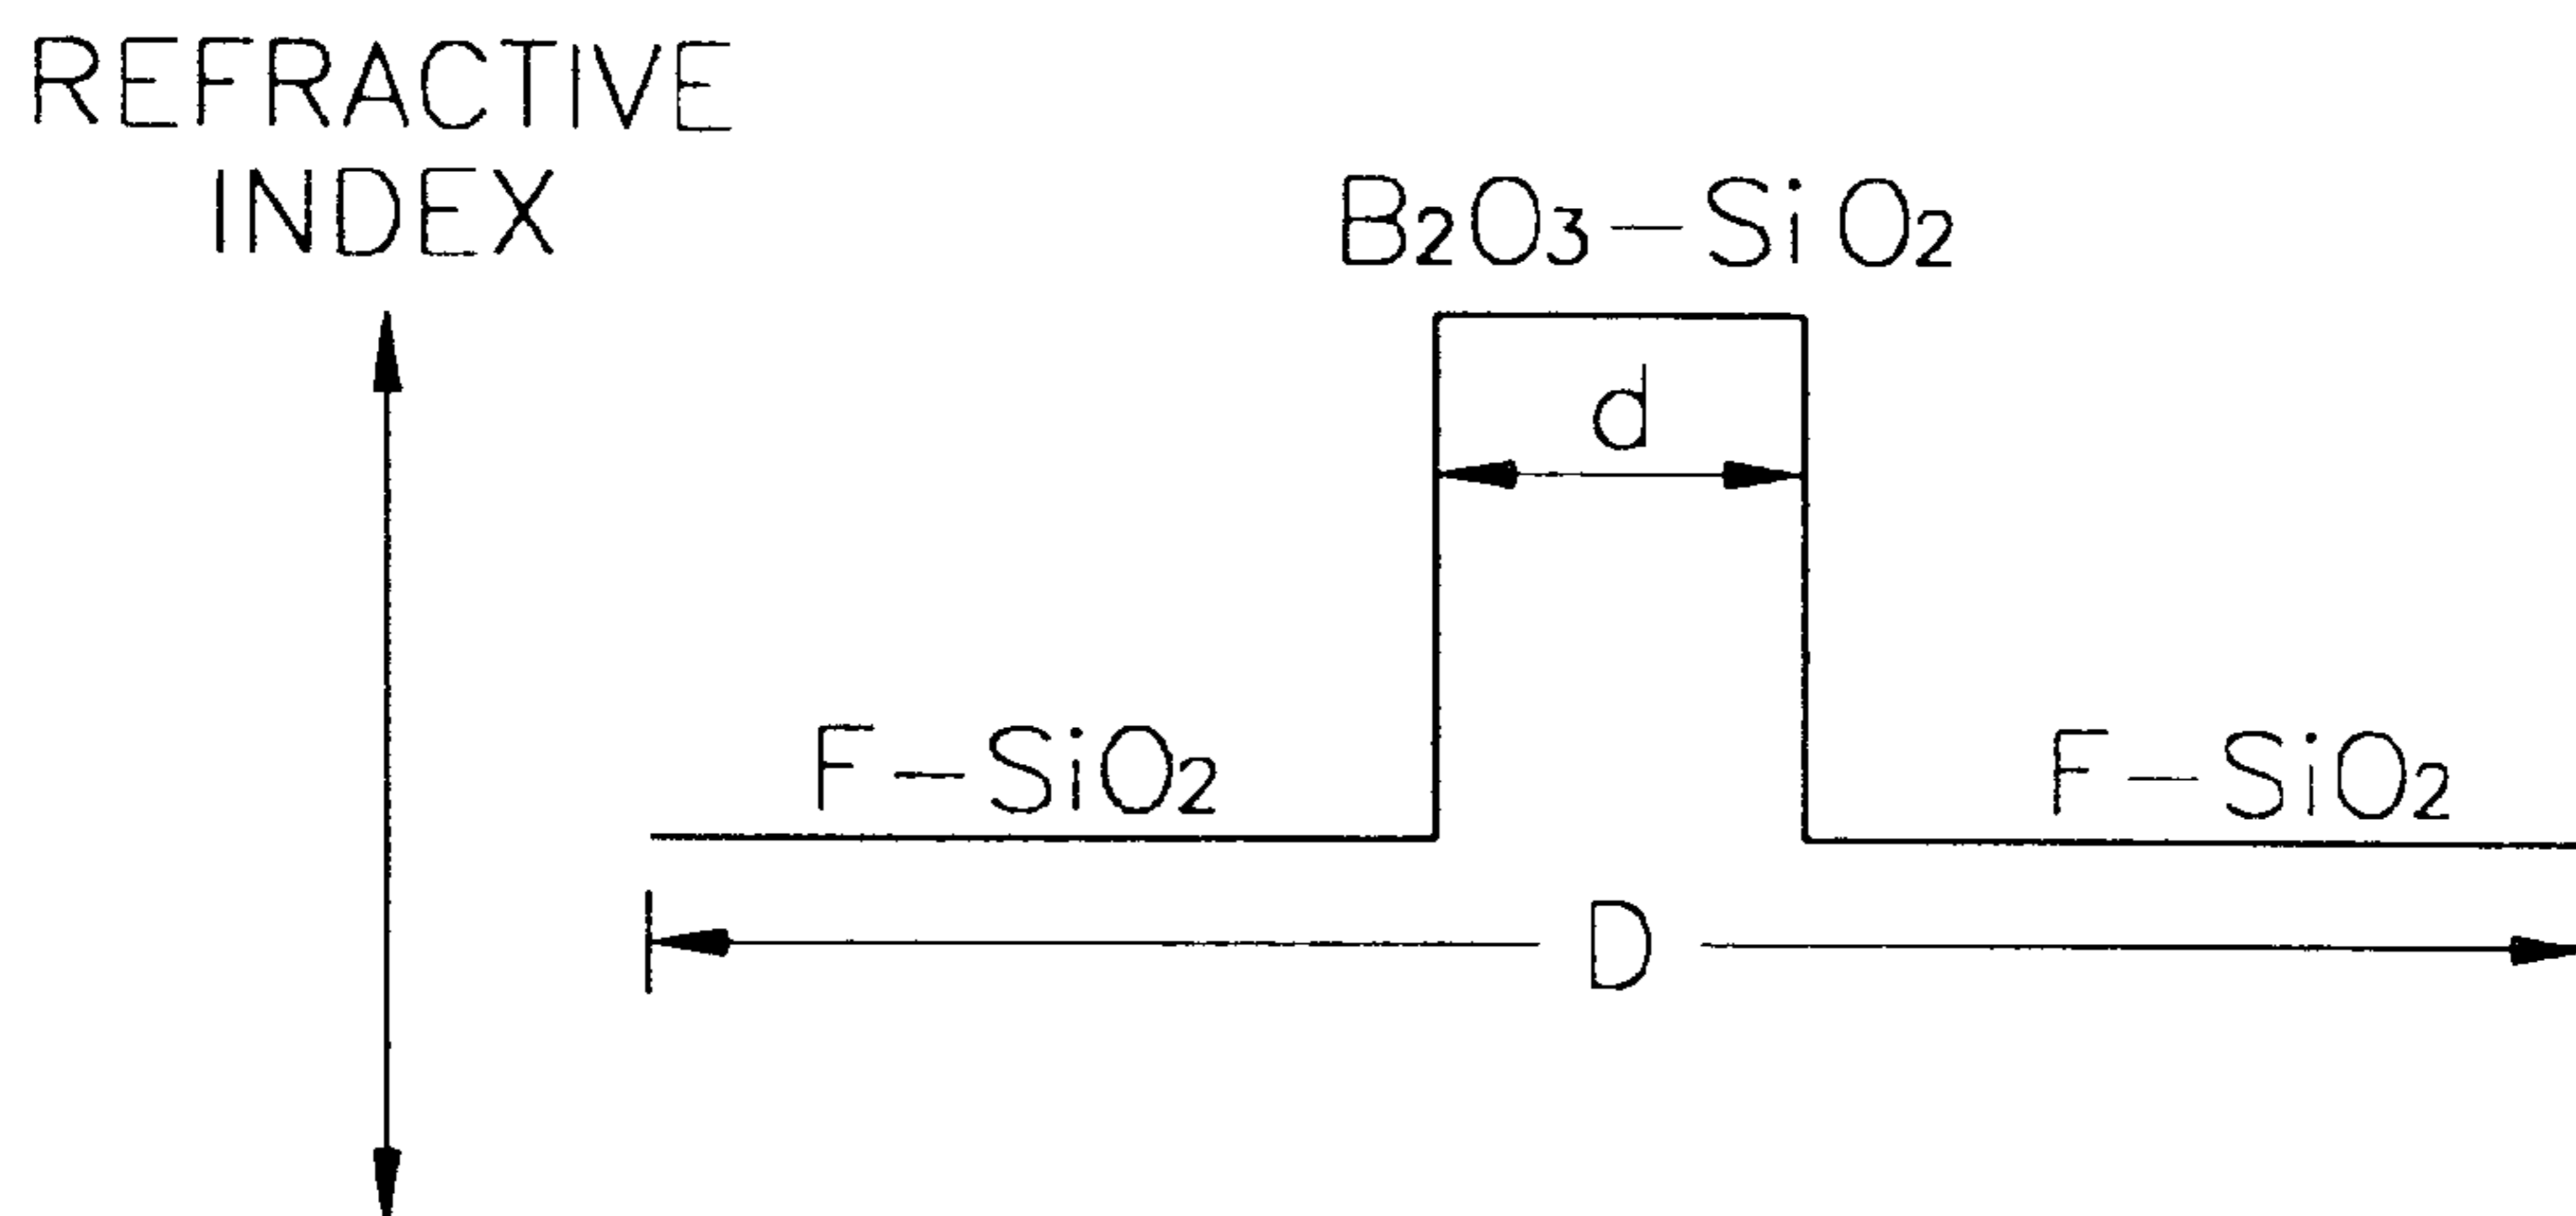 REFRACTIVE
INDEX
B₂O₃-SiO₂
d
F-SiO₂
F-SiO₂
D